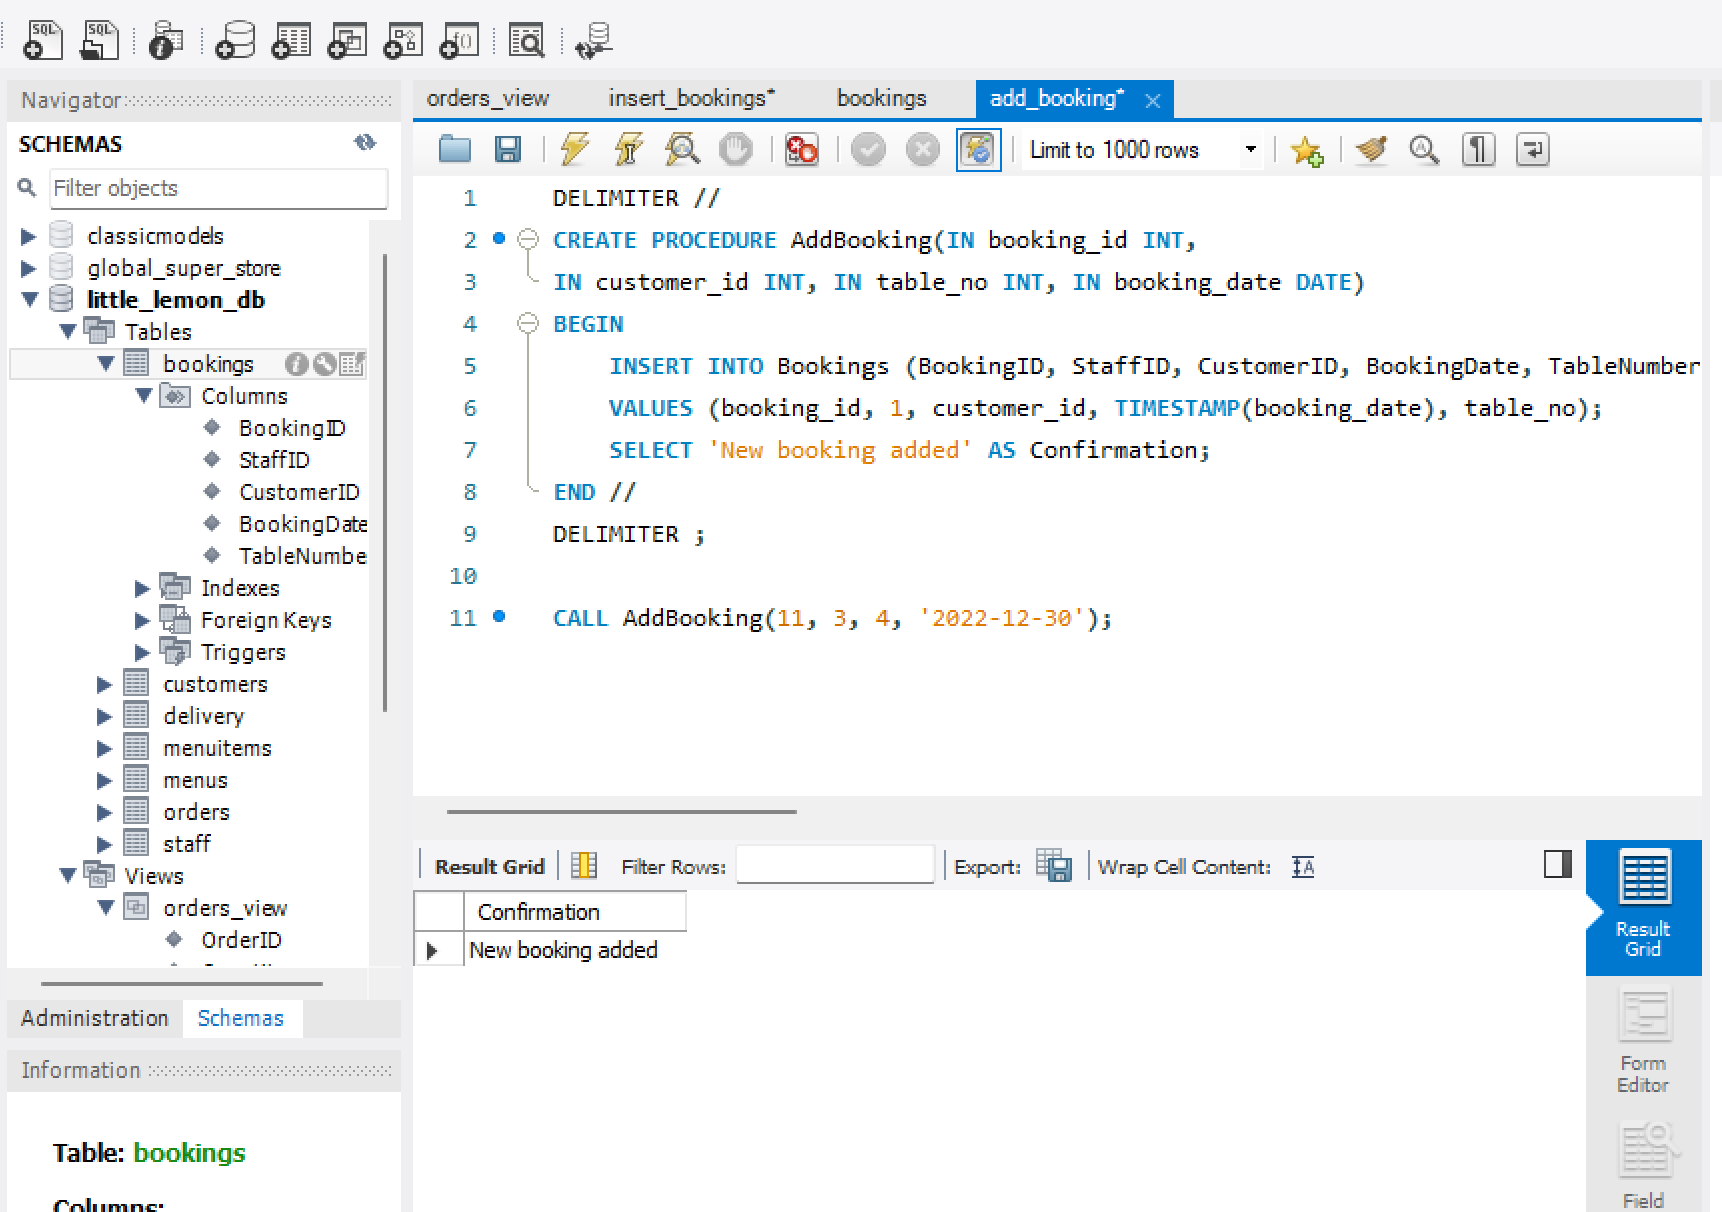 Navigator
SCHEMAS
Filter objects
classicmodels
global_super_store
little_lemon_db
Tables
bookings
Columns
BookingID
StaffID
CustomerID
BookingDate
TableNumbe
Indexes
Foreign Keys
Triggers
customers
delivery
menuitems
menus
orders
staff
Views
orders_view
OrderID
Administration Schemas
Information
Table: bookings
Columns:
orders_view insert_bookings* bookings add_booking*
Limit to 1000 rows
1 DELIMITER //
2 CREATE PROCEDURE AddBooking(IN booking_id INT,
3 IN customer_id INT, IN table_no INT, IN booking_date DATE)
4 BEGIN
5 INSERT INTO Bookings (BookingID, StaffID, CustomerID, BookingDate, TableNumber
6 VALUES (booking_id, 1, customer_id, TIMESTAMP(booking_date), table_no);
7 SELECT 'New booking added' AS Confirmation;
8 END //
9 DELIMITER ;
10
11 CALL AddBooking(11, 3, 4, '2022-12-30');
Result Grid Filter Rows: Export: Wrap Cell Content:
Confirmation
New booking added
Result
Grid
Form
Editor
Field